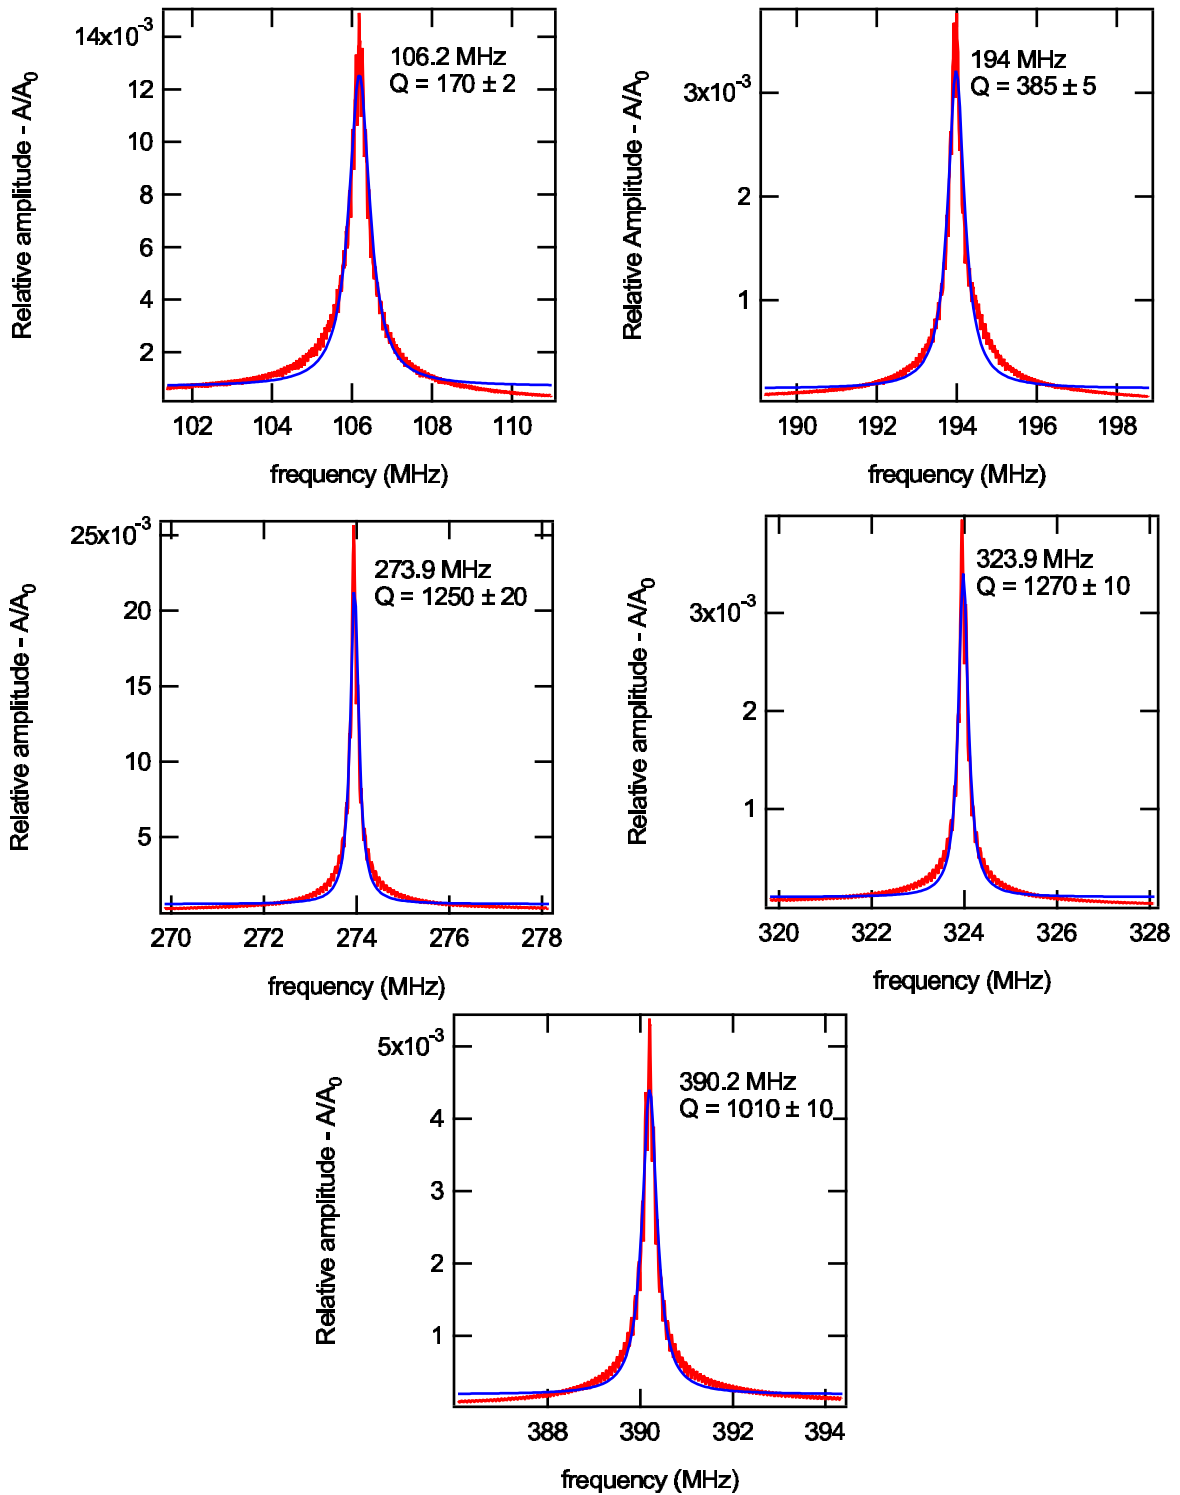 Relative amplitude - A/A₀
14x10⁻³
12
10
8
6
4
2
106.2 MHz
Q = 170 ± 2
102 104 106 108 110
frequency (MHz)
Relative Amplitude - A/A₀
3x10⁻³
2
1
194 MHz
Q = 385 ± 5
190 192 194 196 198
frequency (MHz)
Relative amplitude - A/A₀
25x10⁻³
20
15
10
5
273.9 MHz
Q = 1250 ± 20
270 272 274 276 278
frequency (MHz)
Relative amplitude - A/A₀
3x10⁻³
2
1
323.9 MHz
Q = 1270 ± 10
320 322 324 326 328
frequency (MHz)
Relative amplitude - A/A₀
5x10⁻³
4
3
2
1
390.2 MHz
Q = 1010 ± 10
388 390 392 394
frequency (MHz)